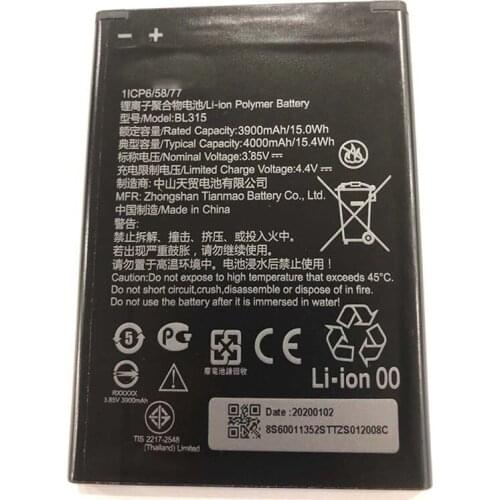 − +
1ICP6/58/77
锂离子聚合物电池/Li-ion Polymer Battery
型号/Model: BL315
额定容量/Rated Capacity:3900mAh/15.0Wh
典型容量/Typical Capacity:4000mAh/15.4Wh
标称电压/Nominal Voltage:3.85V
充电限制电压/Limited Charge Voltage:4.4V
制造商: 中山天贸电池有限公司
MFR: Zhongshan Tianmao Battery Co., Ltd.
中国制造/Made in China
警告:
禁止拆解、撞击、挤压、或投入火中。
若出现严重鼓胀、请勿继续使用。
请勿置于高温环境中。电池浸水后禁止使用!
Caution:Do not expose to high temperature that exceeds 45°C.
Do not short circuit,crush,disassemble or dispose of in fire.
Do not use the battery after it is immersed in water!
5
PS
E
CE
廢電池請回收
Li-ion 00
RXXXXX
3.85V 3900mAh
TIS 2217-2548
(Thailand) Limited
Date :20200102
8S60011352STTZS012008C